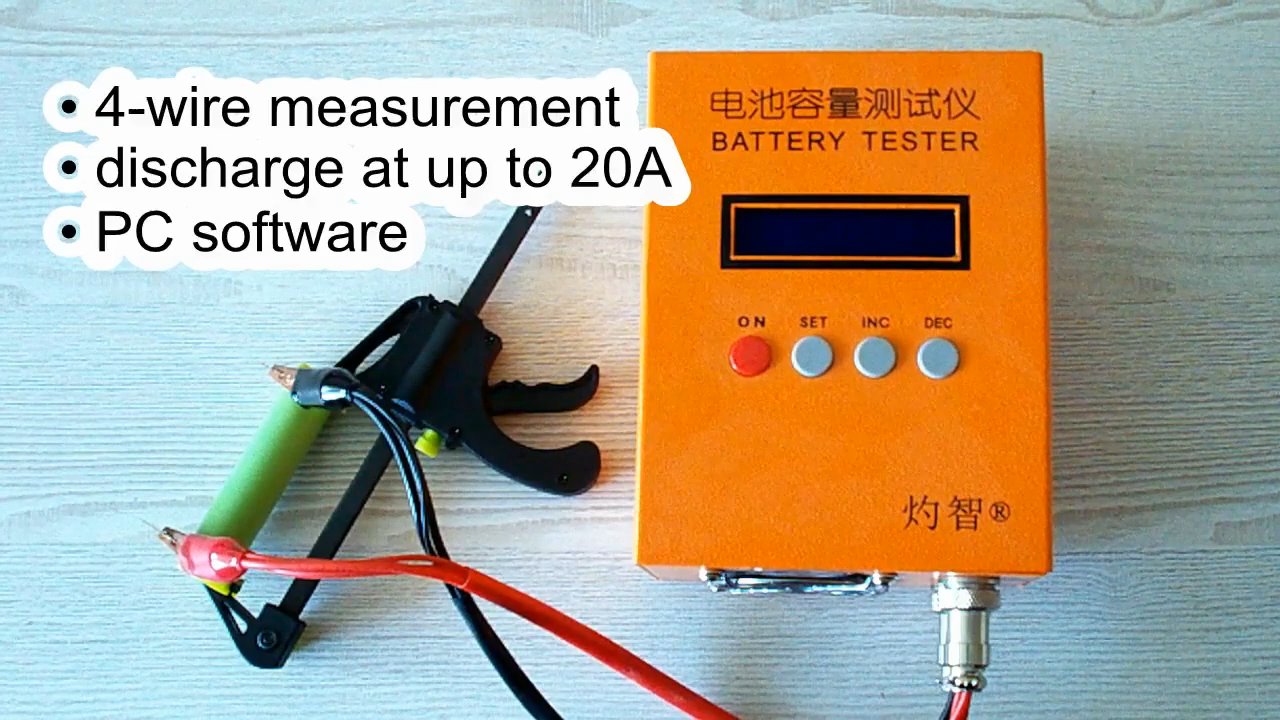 • 4-wire measurement
• discharge at up to 20A
• PC software
电池容量测试仪
BATTERY TESTER
ON SET INC DEC
灼智®